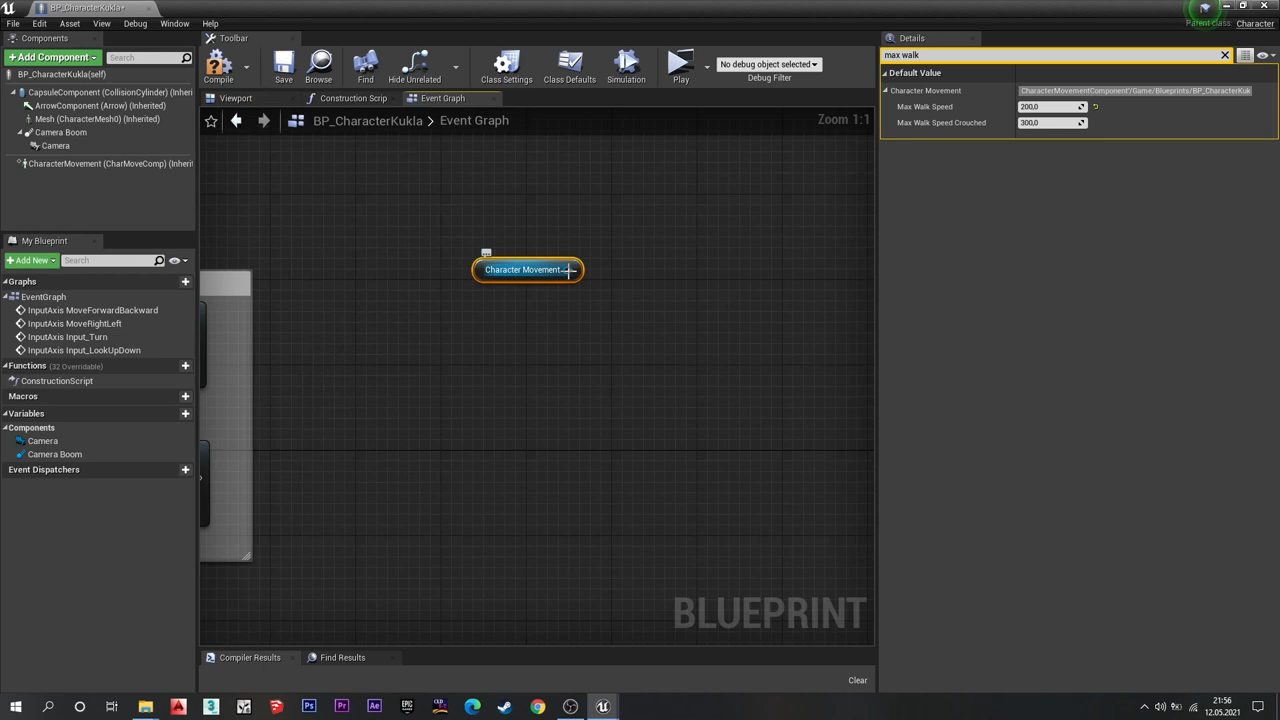 BP_CharacterKukla*
Parent class: Character
File Edit Asset View Debug Window Help
Components
Toolbar
Details
+Add Component
Search
BP_CharacterKukla(self)
CapsuleComponent (CollisionCylinder) (Inheri
ArrowComponent (Arrow) (Inherited)
Mesh (CharacterMesh0) (Inherited)
Camera Boom
Camera
CharacterMovement (CharMoveComp) (Inherit
Compile
Save
Browse
Find
Hide Unrelated
Class Settings
Class Defaults
Simulation
Play
No debug object selected
Debug Filter
Viewport
Construction Scrip
Event Graph
BP_CharacterKukla > Event Graph
Zoom 1:1
Character Movement
BLUEPRINT
My Blueprint
+Add New
Search
Graphs
EventGraph
InputAxis MoveForwardBackward
InputAxis MoveRightLeft
InputAxis Input_Turn
InputAxis Input_LookUpDown
Functions (32 Overridable)
ConstructionScript
Macros
Variables
Components
Camera
Camera Boom
Event Dispatchers
max walk
Default Value
Character Movement
CharacterMovementComponent'/Game/Blueprints/BP_CharacterKuk
Max Walk Speed
200,0
Max Walk Speed Crouched
300,0
Compiler Results
Find Results
Clear
21:56
12.05.2021